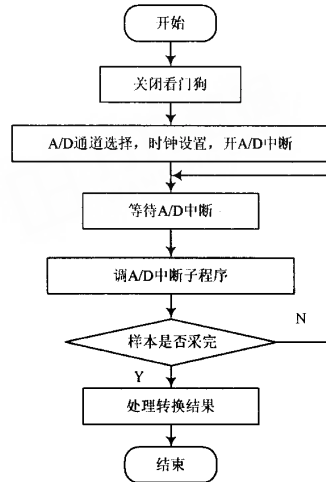 开始
关闭看门狗
A/D通道选择，时钟设置，开A/D中断
等待A/D中断
调A/D中断子程序
样本是否采完
N
Y
处理转换结果
结束